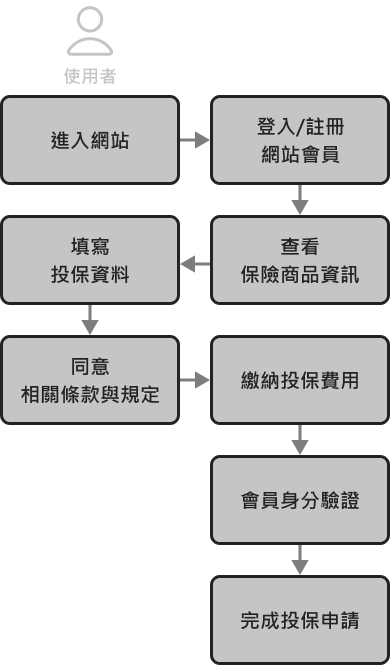 使用者
進入網站
登入/註冊
網站會員
查看
保險商品資訊
填寫
投保資料
同意
相關條款與規定
繳納投保費用
會員身分驗證
完成投保申請